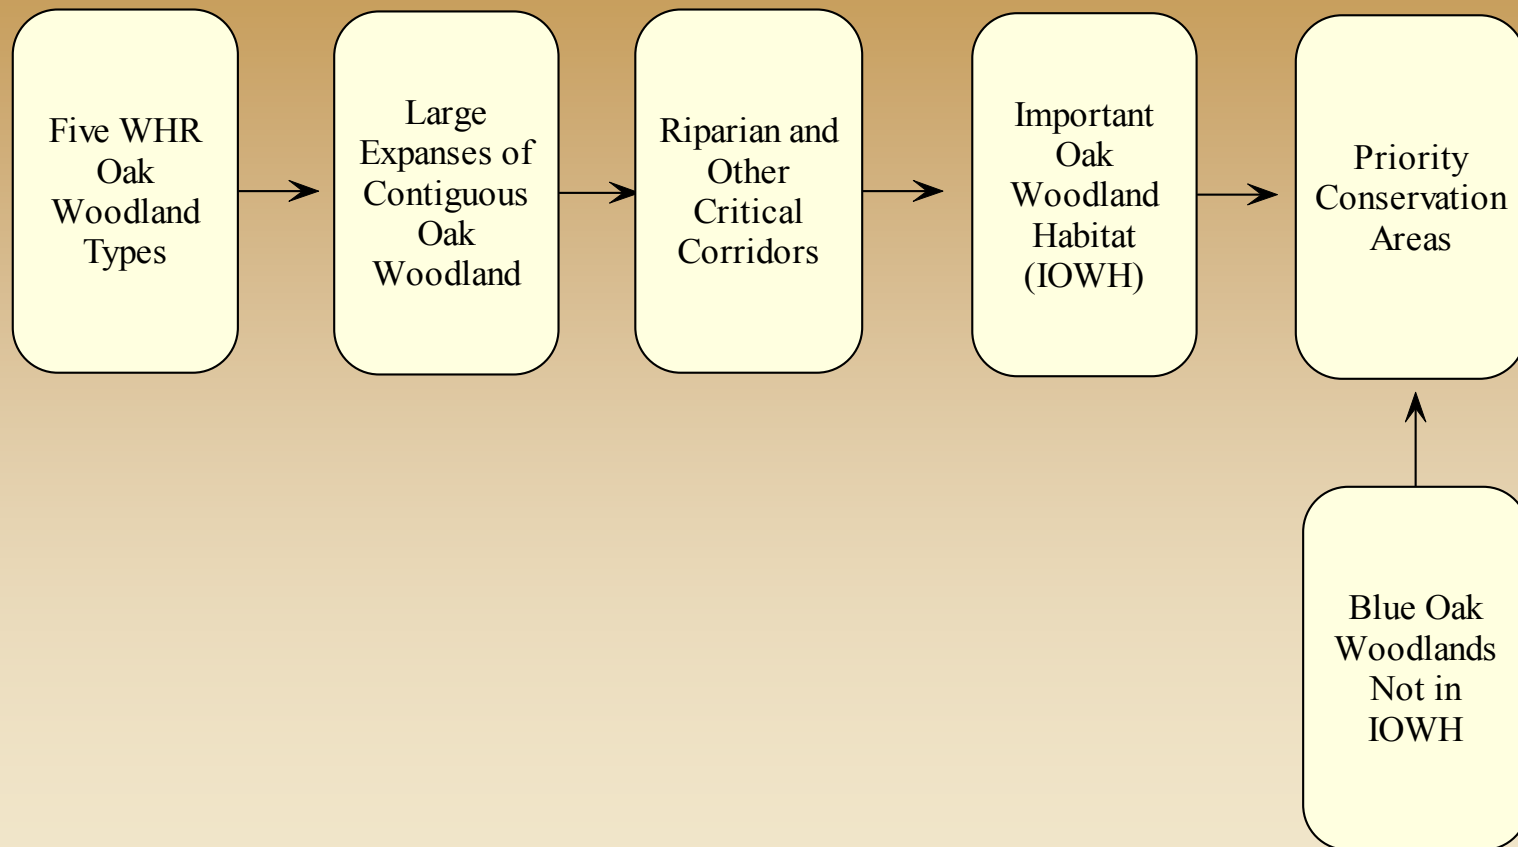 Five WHR
Oak
Woodland
Types
Large
Expanses of
Contiguous
Oak
Woodland
Riparian and
Other
Critical
Corridors
Important
Oak
Woodland
Habitat
(IOWH)
Priority
Conservation
Areas
Blue Oak
Woodlands
Not in
IOWH